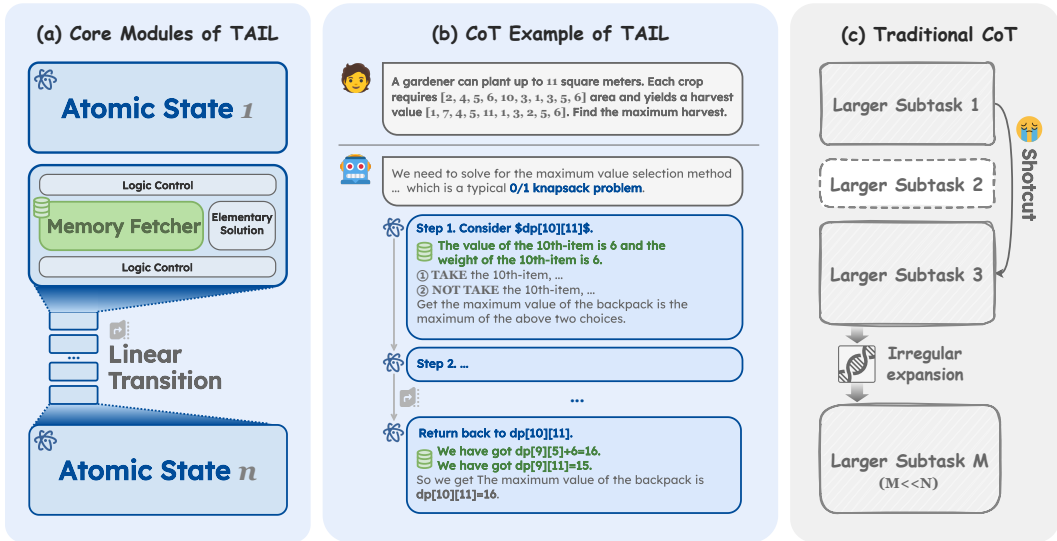 (a) Core Modules of TAIL
Atomic State 1
Logic Control
Memory Fetcher
Elementary
Solution
Logic Control
...
Linear
Transition
Atomic State n
(b) CoT Example of TAIL
A gardener can plant up to 11 square meters. Each crop
requires [2, 4, 5, 6, 10, 3, 1, 3, 5, 6] area and yields a harvest
value [1, 7, 4, 5, 11, 1, 3, 2, 5, 6]. Find the maximum harvest.
We need to solve for the maximum value selection method
... which is a typical 0/1 knapsack problem.
Step 1. Consider $dp[10][11]$.
The value of the 10th-item is 6 and the
weight of the 10th-item is 6.
① TAKE the 10th-item, ...
② NOT TAKE the 10th-item, ...
Get the maximum value of the backpack is the
maximum of the above two choices.
Step 2. ...
...
Return back to dp[10][11].
We have got dp[9][5]+6=16.
We have got dp[9][11]=15.
So we get The maximum value of the backpack is
dp[10][11]=16.
(c) Traditional CoT
Larger Subtask 1
Shotcut
Larger Subtask 2
Larger Subtask 3
Irregular
expansion
Larger Subtask M
(M<<N)